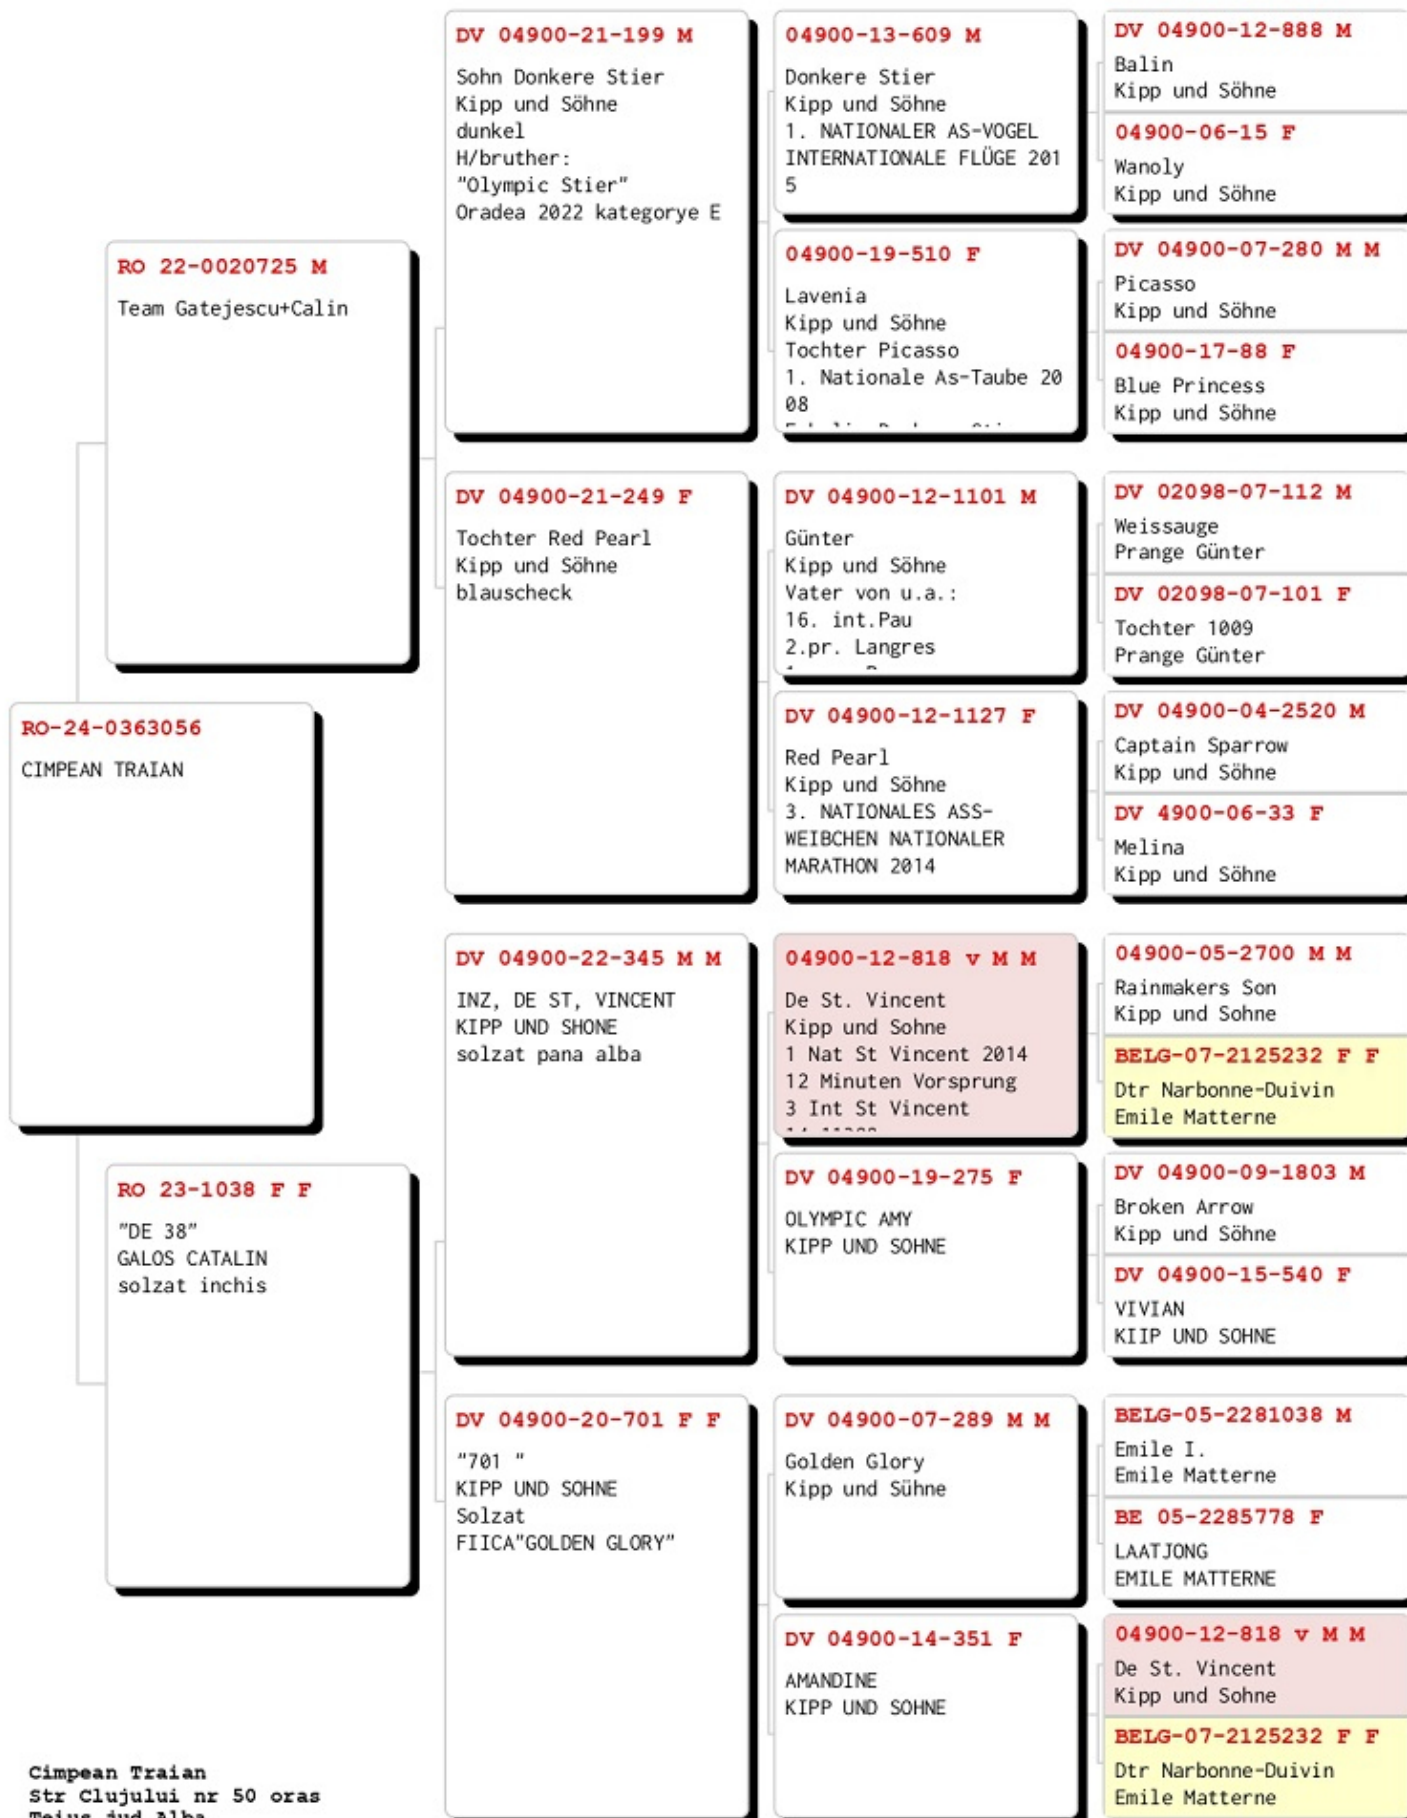 RO-24-0363056
CIMPEAN TRAIAN
RO 22-0020725 M
Team Gatejescu+Calin
RO 23-1038 F F
"DE 38"
GALOS CATALIN
solzat inchis
DV 04900-21-199 M
Sohn Donkere Stier
Kipp und Söhne
dunkel
H/bruther:
"Olympic Stier"
Oradea 2022 kategorye E
DV 04900-21-249 F
Tochter Red Pearl
Kipp und Söhne
blauscheck
DV 04900-22-345 M M
INZ, DE ST, VINCENT
KIPP UND SHONE
solzat pana alba
DV 04900-20-701 F F
"701 "
KIPP UND SOHNE
Solzat
FIICA"GOLDEN GLORY"
04900-13-609 M
Donkere Stier
Kipp und Söhne
1. NATIONALER AS-VOGEL
INTERNATIONALE FLÜGE 201
5
04900-19-510 F
Lavenia
Kipp und Söhne
Tochter Picasso
1. Nationale As-Taube 20
08
DV 04900-12-1101 M
Günter
Kipp und Söhne
Vater von u.a.:
16. int.Pau
2.pr. Langres
DV 04900-12-1127 F
Red Pearl
Kipp und Söhne
3. NATIONALES ASS-
WEIBCHEN NATIONALER
MARATHON 2014
04900-12-818 v M M
De St. Vincent
Kipp und Sohne
1 Nat St Vincent 2014
12 Minuten Vorsprung
3 Int St Vincent
DV 04900-19-275 F
OLYMPIC AMY
KIPP UND SOHNE
DV 04900-07-289 M M
Golden Glory
Kipp und Sühne
DV 04900-14-351 F
AMANDINE
KIPP UND SOHNE
DV 04900-12-888 M
Balin
Kipp und Söhne
04900-06-15 F
Wanoly
Kipp und Söhne
DV 04900-07-280 M M
Picasso
Kipp und Söhne
04900-17-88 F
Blue Princess
Kipp und Söhne
DV 02098-07-112 M
Weissauge
Prange Günter
DV 02098-07-101 F
Tochter 1009
Prange Günter
DV 04900-04-2520 M
Captain Sparrow
Kipp und Söhne
DV 4900-06-33 F
Melina
Kipp und Söhne
04900-05-2700 M M
Rainmakers Son
Kipp und Sohne
BELG-07-2125232 F F
Dtr Narbonne-Duivin
Emile Matterne
DV 04900-09-1803 M
Broken Arrow
Kipp und Söhne
DV 04900-15-540 F
VIVIAN
KIIP UND SOHNE
BELG-05-2281038 M
Emile I.
Emile Matterne
BE 05-2285778 F
LAATJONG
EMILE MATTERNE
04900-12-818 v M M
De St. Vincent
Kipp und Sohne
BELG-07-2125232 F F
Dtr Narbonne-Duivin
Emile Matterne
Cimpean Traian
Str Clujului nr 50 oras
Teius jud Alba